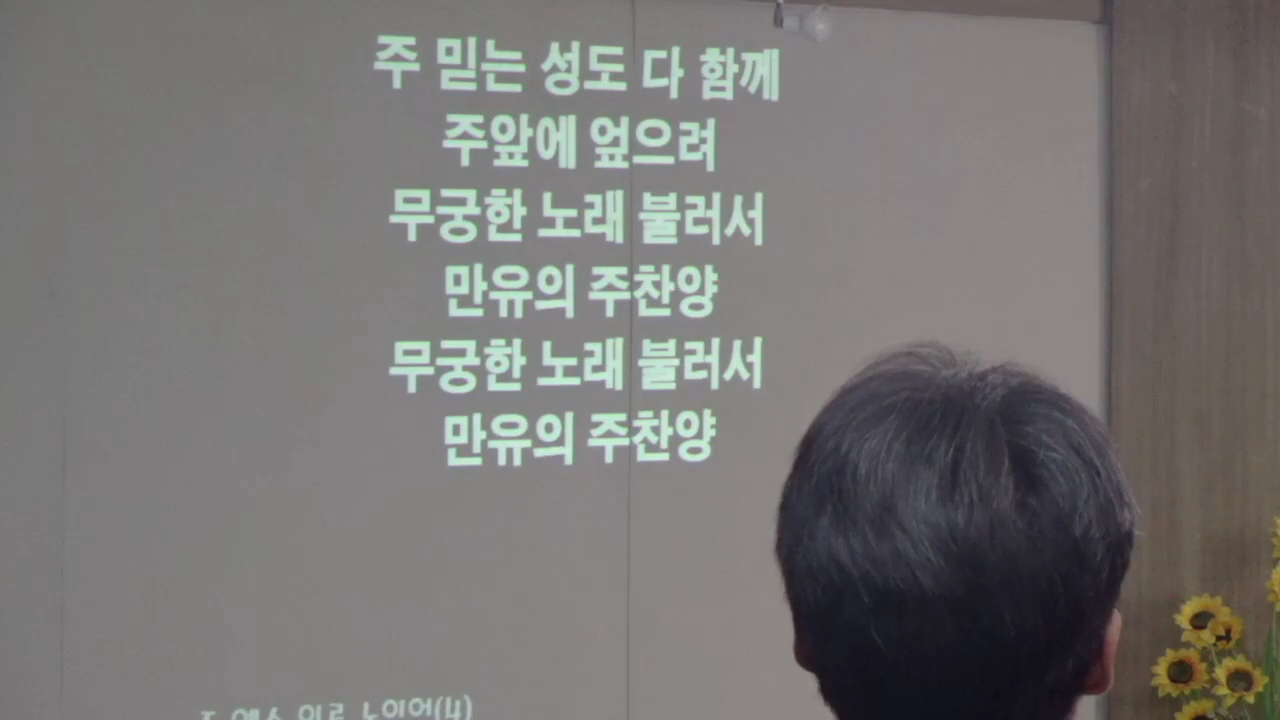 주 믿는 성도 다 함께
주앞에 엎으려
무궁한 노래 불러서
만유의 주찬양
무궁한 노래 불러서
만유의 주찬양
(4)